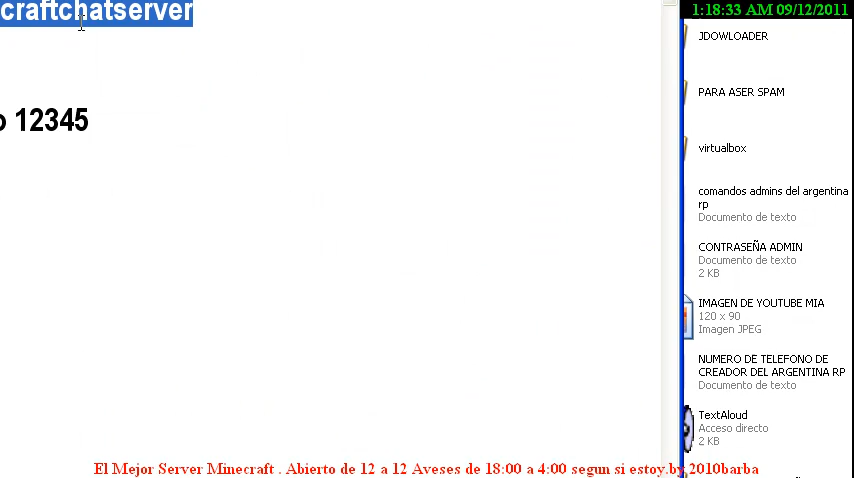 craftchatserver
1:18:33 AM 09/12/2011
JDOWLOADER
PARA ASER SPAM
o 12345
virtualbox
comandos admins del argentina
rp
Documento de texto
CONTRASEÑA ADMIN
Documento de texto
2 KB
IMAGEN DE YOUTUBE MIA
120 x 90
Imagen JPEG
NUMERO DE TELEFONO DE
CREADOR DEL ARGENTINA RP
Documento de texto
TextAloud
Acceso directo
2 KB
El Mejor Server Minecraft . Abierto de 12 a 12 Aveses de 18:00 a 4:00 segun si estoy.by.2010barba